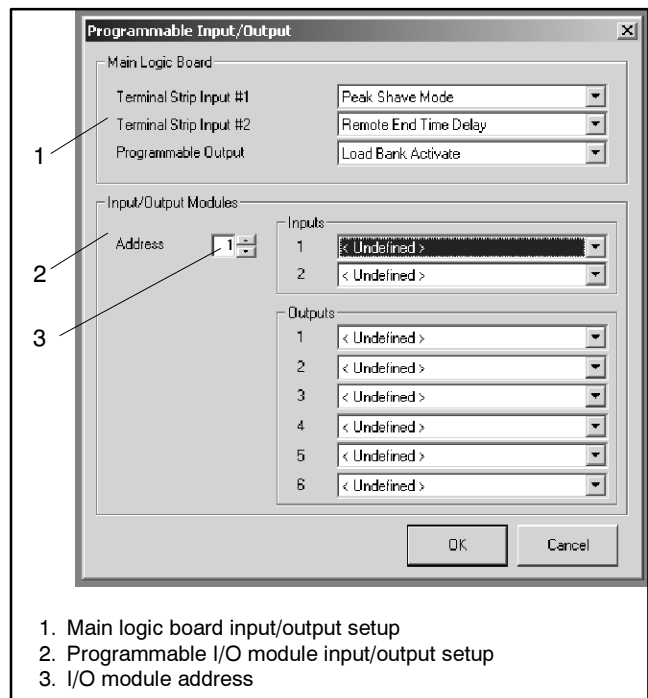 Programmable Input/Output
Main Logic Board
Terminal Strip Input #1 Peak Shave Mode
Terminal Strip Input #2 Remote End Time Delay
1 Programmable Output Load Bank Activate
Input/Output Modules
Inputs
Address 1 1 < Undefined >
2 2 < Undefined >
Outputs
3 1 < Undefined >
2 < Undefined >
3 < Undefined >
4 < Undefined >
5 < Undefined >
6 < Undefined >
OK Cancel
1. Main logic board input/output setup
2. Programmable I/O module input/output setup
3. I/O module address